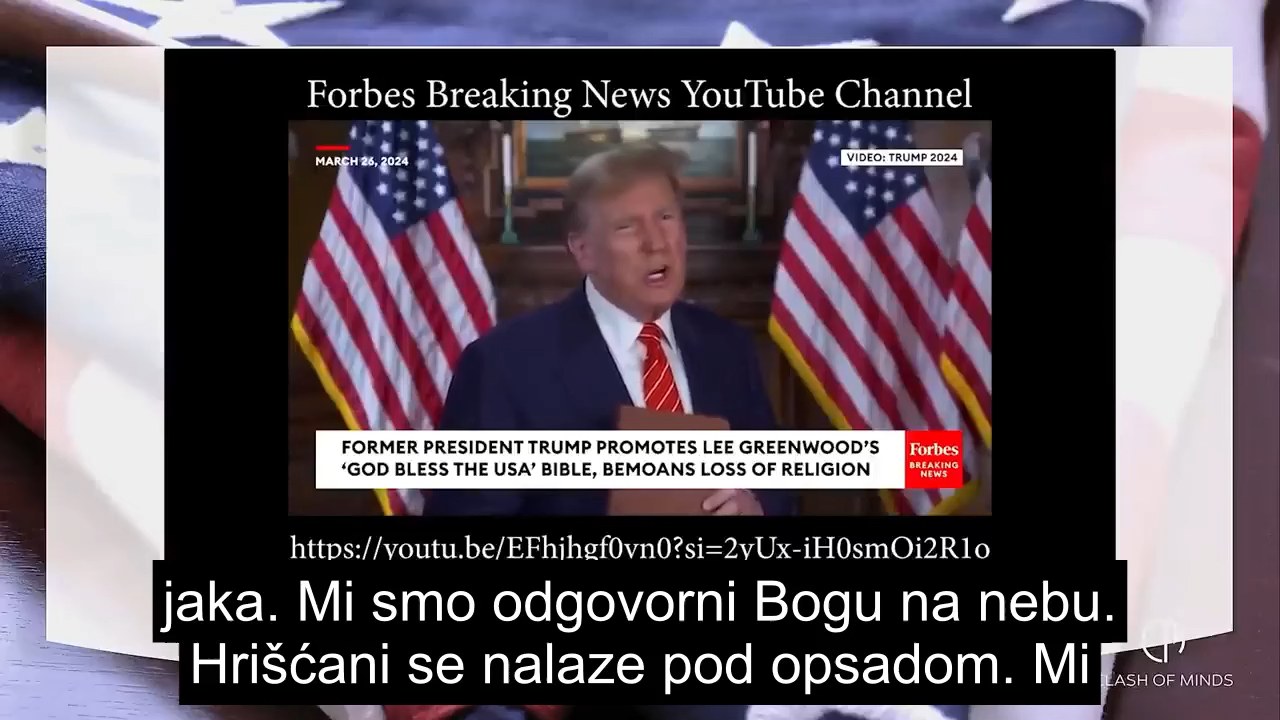 Forbes Breaking News YouTube Channel
MARCH 26, 2024
VIDEO: TRUMP 2024
FORMER PRESIDENT TRUMP PROMOTES LEE GREENWOOD'S
‘GOD BLESS THE USA’ BIBLE, BEMOANS LOSS OF RELIGION
Forbes
BREAKING
NEWS
https://youtu.be/EFhjhgf0vn0?si=2yUx-iH0smOi2R1o
jaka. Mi smo odgovorni Bogu na nebu.
Hrišćani se nalaze pod opsadom. Mi
LASH OF MINDS